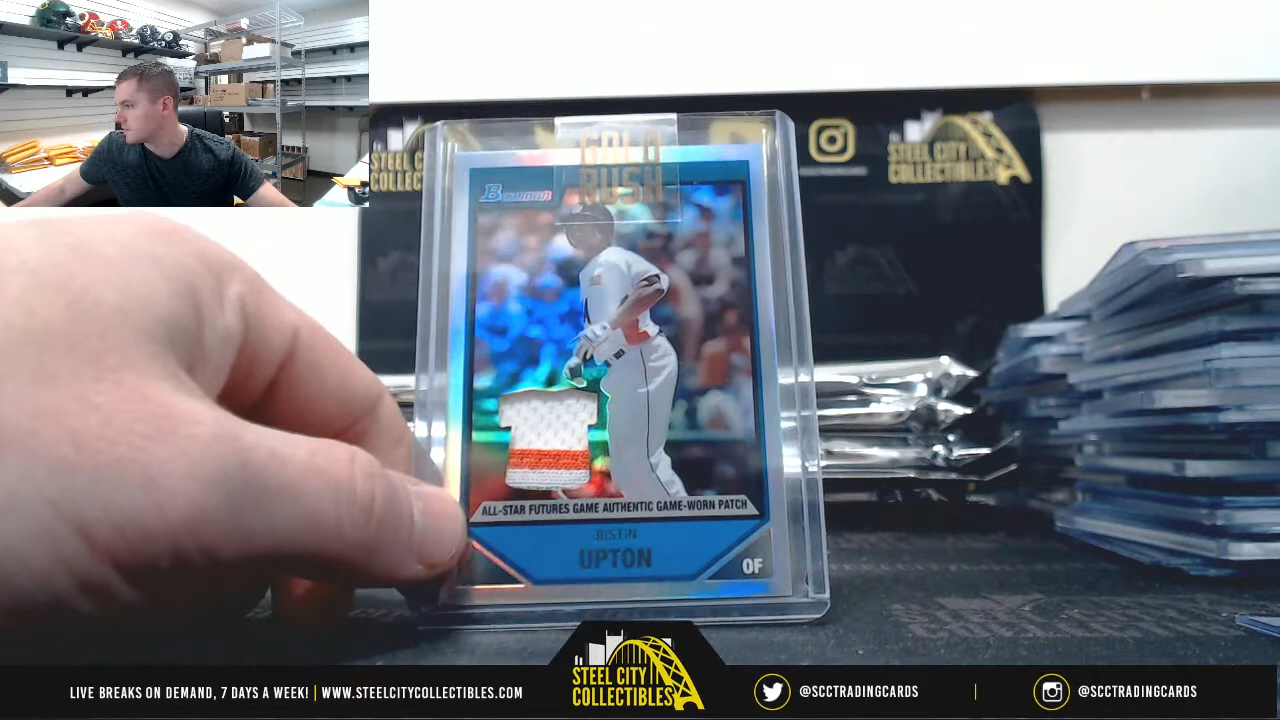 STEEL CITY
COLLECTIBLES
GOLD
RUSH
Bowman
ALL-STAR FUTURES GAME AUTHENTIC GAME-WORN PATCH
JUSTIN
UPTON
OF
LIVE BREAKS ON DEMAND, 7 DAYS A WEEK! | WWW.STEELCITYCOLLECTIBLES.COM
STEEL CITY
COLLECTIBLES
@SCCTRADINGCARDS
@SCCTRADINGCARDS